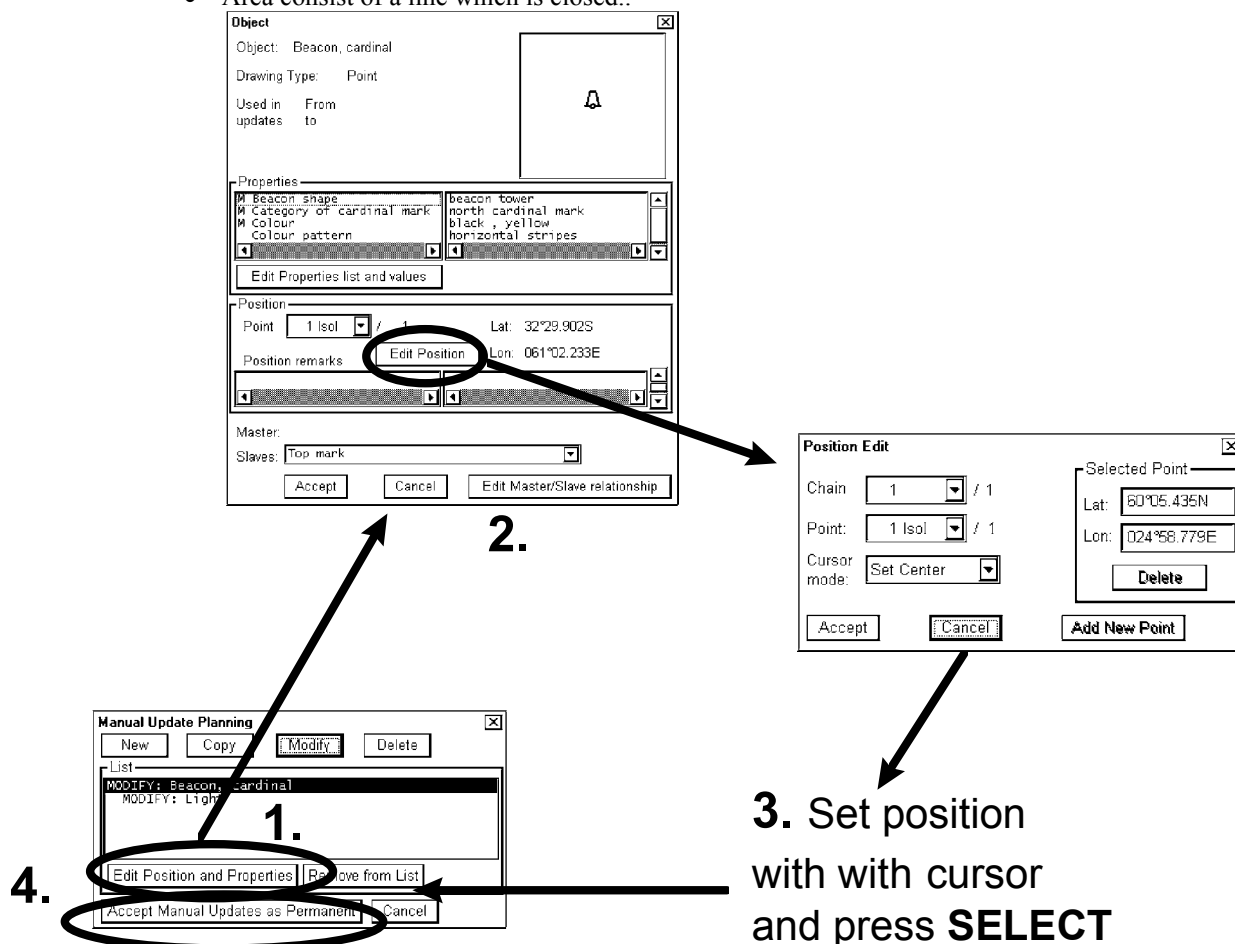 • Area consist of a line which is closed..
Object
Object: Beacon, cardinal
Drawing Type: Point
Used in From
updates to
Properties
M Beacon shape beacon tower
M Category of cardinal mark north cardinal mark
M Colour black , yellow
Colour pattern horizontal stripes
Edit Properties list and values
Position
Point 1 Isol / 1 Lat: 32°29.902S
Position remarks Edit Position Lon: 061°02.233E
Master:
Slaves: Top mark
Accept Cancel Edit Master/Slave relationship
2.
Position Edit
Selected Point
Chain 1 / 1
Lat: 60°05.435N
Point: 1 Isol / 1
Lon: 024°58.779E
Cursor
mode: Set Center
Delete
Accept Cancel Add New Point
Manual Update Planning
New Copy Modify Delete
List
MODIFY: Beacon, cardinal
MODIFY: Light
1.
Edit Position and Properties Remove from List
4.
Accept Manual Updates as Permanent Cancel
3. Set position
with with cursor
and press SELECT